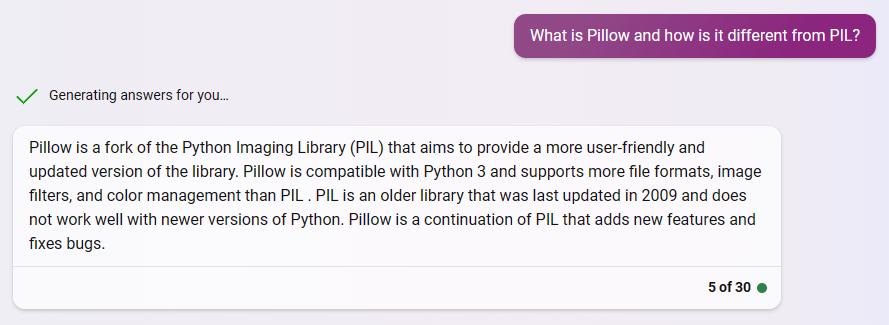 What is Pillow and how is it different from PIL?
Generating answers for you...
Pillow is a fork of the Python Imaging Library (PIL) that aims to provide a more user-friendly and
updated version of the library. Pillow is compatible with Python 3 and supports more file formats, image
filters, and color management than PIL . PIL is an older library that was last updated in 2009 and does
not work well with newer versions of Python. Pillow is a continuation of PIL that adds new features and
fixes bugs.
5 of 30